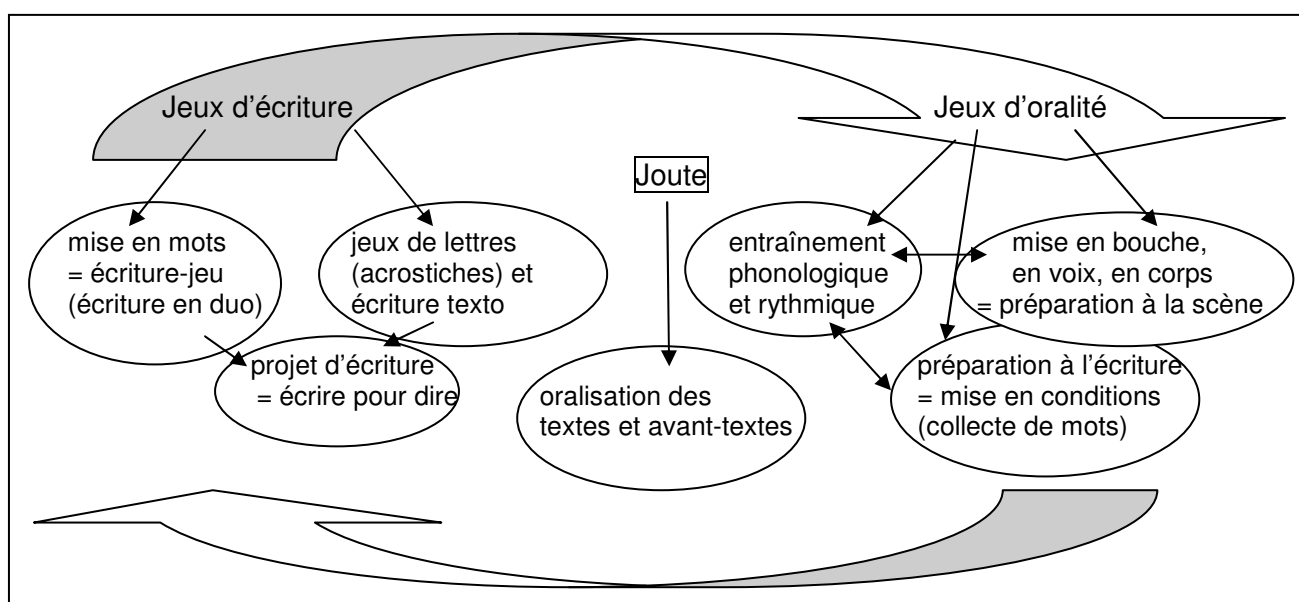 Jeux d'écriture
Jeux d'oralité
Joute
mise en mots
= écriture-jeu
(écriture en duo)
jeux de lettres
(acrostiches) et
écriture texto
projet d'écriture
= écrire pour dire
oralisation des
textes et avant-textes
entraînement
phonologique
et rythmique
mise en bouche,
en voix, en corps
= préparation à la scène
préparation à l'écriture
= mise en conditions
(collecte de mots)